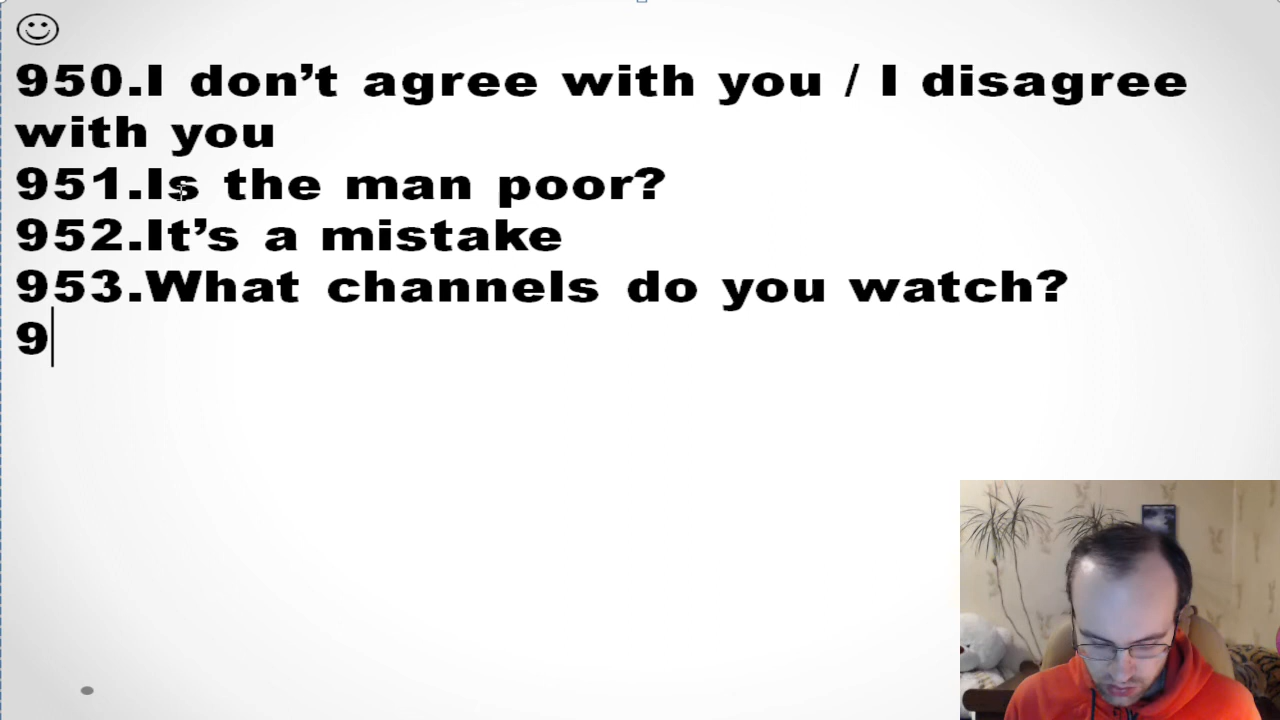 950.I don’t agree with you / I disagree
with you
951.Is the man poor?
952.It’s a mistake
953.What channels do you watch?
9